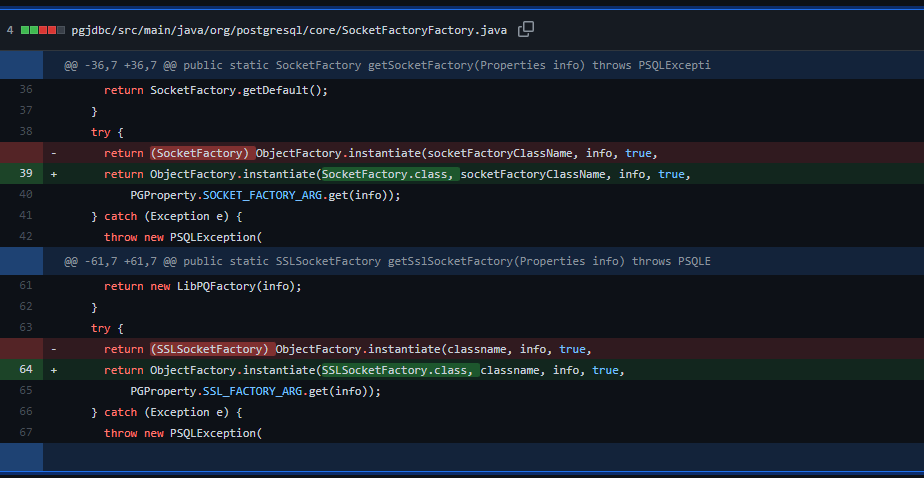 4 pgjdbc/src/main/java/org/postgresql/core/SocketFactoryFactory.java
@@ -36,7 +36,7 @@ public static SocketFactory getSocketFactory(Properties info) throws PSQLExcepti
36 return SocketFactory.getDefault();
37 }
38 try {
- return (SocketFactory) ObjectFactory.instantiate(socketFactoryClassName, info, true,
39 + return ObjectFactory.instantiate(SocketFactory.class, socketFactoryClassName, info, true,
40 PGProperty.SOCKET_FACTORY_ARG.get(info));
41 } catch (Exception e) {
42 throw new PSQLException(
@@ -61,7 +61,7 @@ public static SSLSocketFactory getSslSocketFactory(Properties info) throws PSQLE
61 return new LibPQFactory(info);
62 }
63 try {
- return (SSLSocketFactory) ObjectFactory.instantiate(classname, info, true,
64 + return ObjectFactory.instantiate(SSLSocketFactory.class, classname, info, true,
65 PGProperty.SSL_FACTORY_ARG.get(info));
66 } catch (Exception e) {
67 throw new PSQLException(